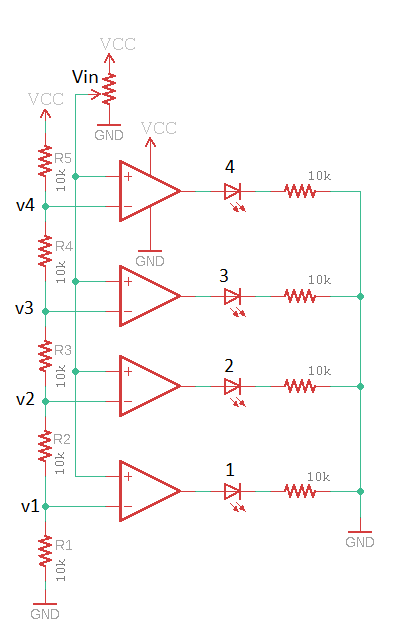 VCC
Vin
VCC
GND
VCC
R5
10k
+
-
4
10k
v4
GND
R4
10k
+
-
3
10k
v3
R3
10k
+
-
2
10k
v2
R2
10k
+
-
1
10k
v1
R1
10k
GND
GND